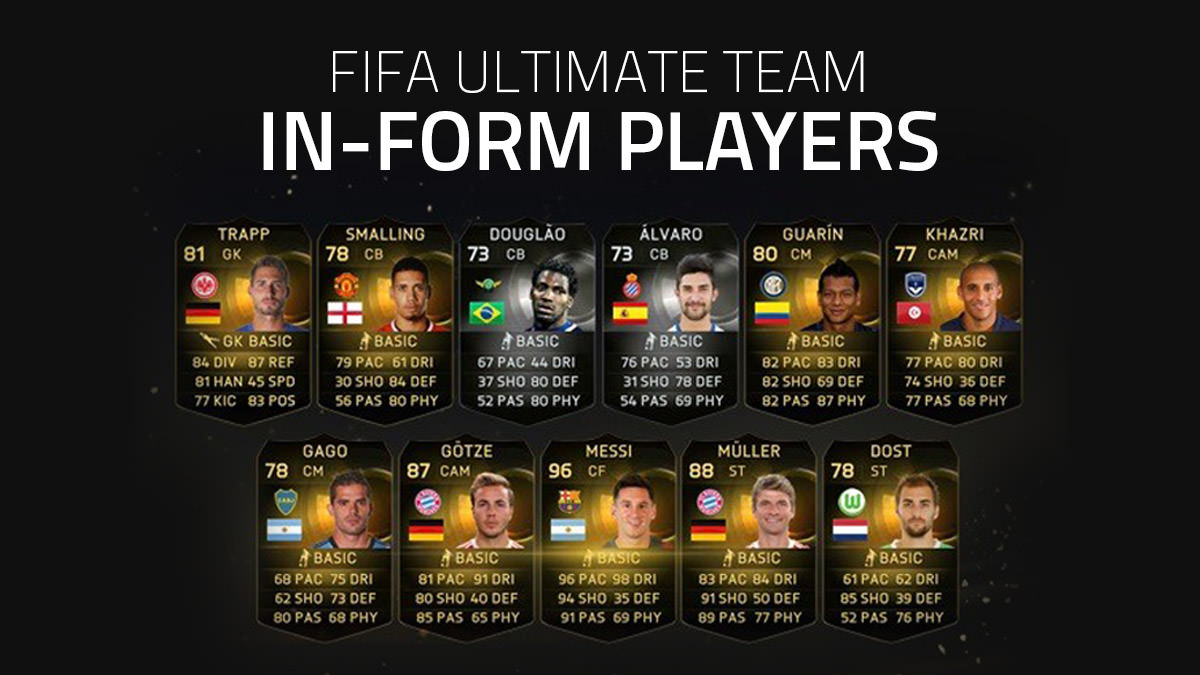 FIFA ULTIMATE TEAM
IN-FORM PLAYERS
TRAPP
81 GK
GK BASIC
84 DIV 87 REF
81 HAN 45 SPD
77 KIC 83 POS
SMALLING
78 CB
BASIC
79 PAC 61 DRI
30 SHO 84 DEF
56 PAS 80 PHY
DOUGLÃO
73 CB
BASIC
67 PAC 44 DRI
37 SHO 80 DEF
52 PAS 80 PHY
ÁLVARO
73 CB
BASIC
76 PAC 53 DRI
31 SHO 78 DEF
54 PAS 69 PHY
GUARÍN
80 CM
BASIC
82 PAC 83 DRI
82 SHO 69 DEF
82 PAS 87 PHY
KHAZRI
77 CAM
BASIC
77 PAC 80 DRI
74 SHO 36 DEF
77 PAS 68 PHY
GAGO
78 CM
BASIC
68 PAC 75 DRI
62 SHO 73 DEF
80 PAS 68 PHY
GÖTZE
87 CAM
BASIC
81 PAC 91 DRI
80 SHO 40 DEF
85 PAS 65 PHY
MESSI
96 CF
BASIC
96 PAC 98 DRI
94 SHO 35 DEF
91 PAS 69 PHY
MÜLLER
88 ST
BASIC
83 PAC 84 DRI
91 SHO 50 DEF
89 PAS 77 PHY
DOST
78 ST
BASIC
61 PAC 62 DRI
85 SHO 39 DEF
52 PAS 76 PHY